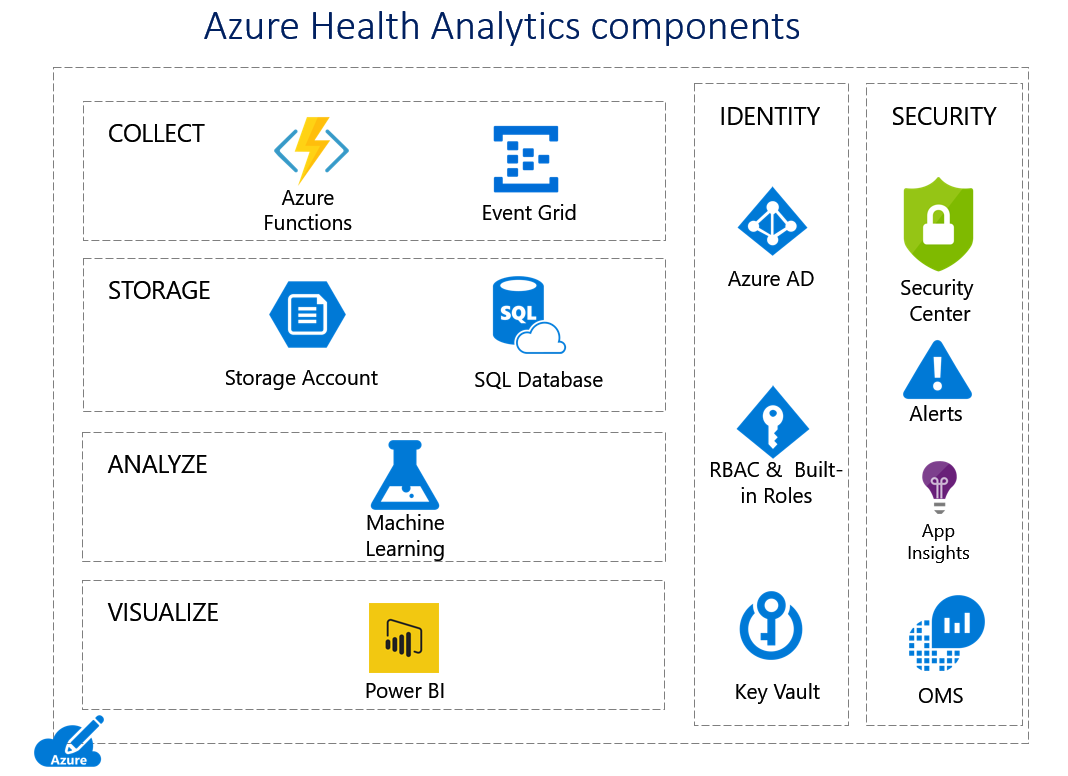 Azure Health Analytics components
COLLECT
Azure
Functions
Event Grid
STORAGE
Storage Account
SQL
SQL Database
ANALYZE
Machine
Learning
VISUALIZE
Power BI
IDENTITY
Azure AD
RBAC & Built-
in Roles
Key Vault
SECURITY
Security
Center
Alerts
App
Insights
OMS
Azure